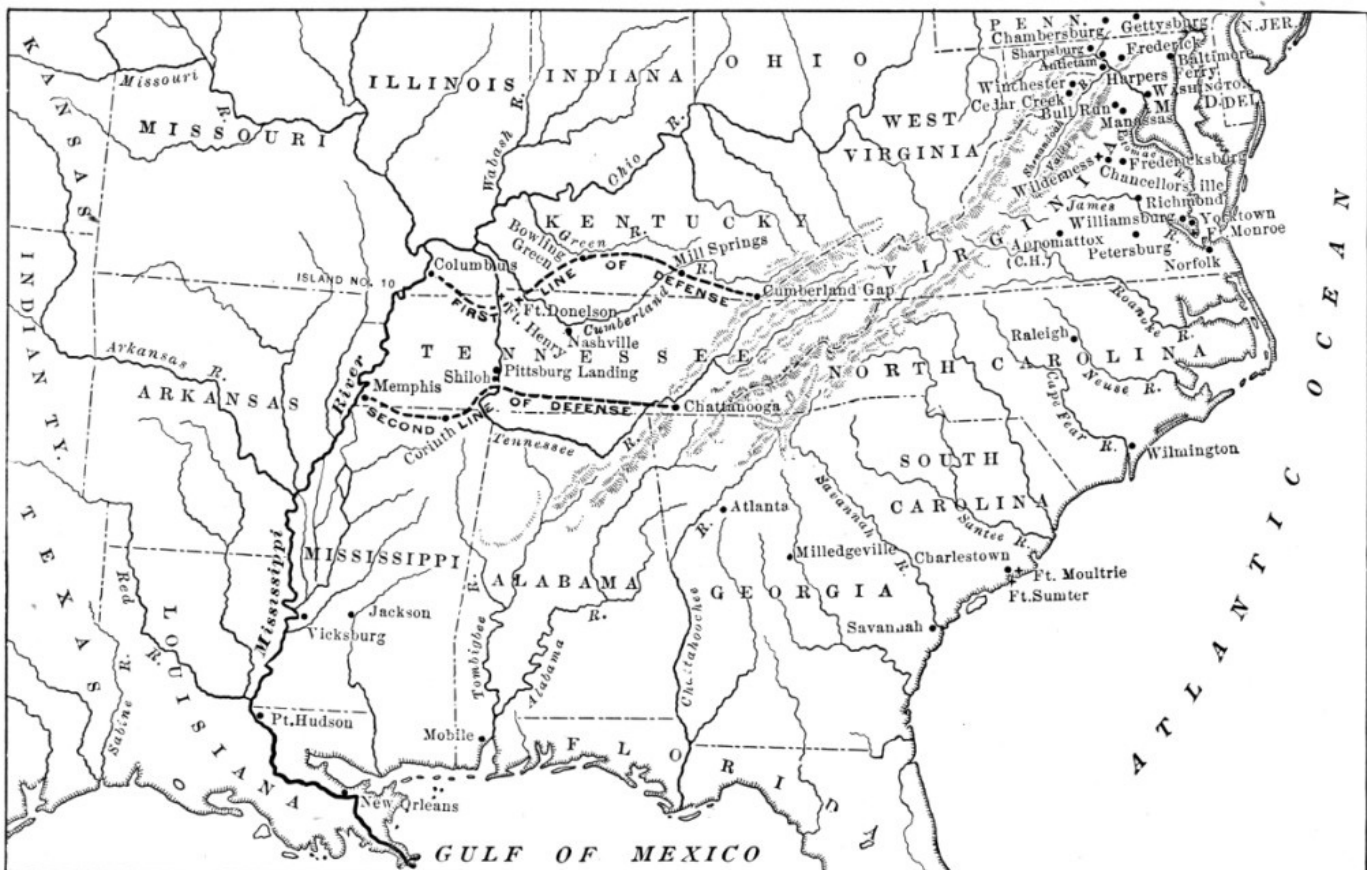 PENN.
Chambersburg
Gettysburg
N.JER.
Sharpsburg
Antietam
Frederick
Baltimore
Harpers Ferry
Winchester
Cedar Creek
WASHINGTON
Bull Run
Manassas
M D.
DEL.
KANSAS
Missouri R.
MISSOURI
ILLINOIS
INDIANA
OHIO
Wabash R.
Ohio R.
WEST VIRGINIA
Shenandoah Valley
R.
Potomac R.
Wilderness
Fredericksburg
Chancellorsville
VIRGINIA
James R.
Richmond
Williamsburg
Yorktown
Ft. Monroe
Appomattox
(C.H.)
Petersburg
Norfolk
KENTUCKY
Green R.
Bowling
Green
Mill Springs
Columbus
ISLAND NO. 10
FIRST LINE OF DEFENSE
Cumberland Gap
Ft. Donelson
Ft. Henry
Cumberland R.
Nashville
INDIAN TY.
Roanoke R.
Raleigh
TENNESSEE
NORTH CAROLINA
Neuse R.
Cape Fear R.
Wilmington
Arkansas R.
ARKANSAS
Memphis
Shiloh
Pittsburg Landing
SECOND LINE OF DEFENSE
Chattanooga
Corinth
Tennessee R.
SOUTH
CAROLINA
Savannah R.
Santee R.
Atlanta
Milledgeville
Charlestown
Ft. Moultrie
Ft.Sumter
TEXAS
Red R.
LOUISIANA
Mississippi River
MISSISSIPPI
ALABAMA
GEORGIA
Jackson
Vicksburg
Savannah
Sabine R.
Tombigbee R.
Alabama R.
Chattahoochee R.
Pt.Hudson
Mobile
FLORIDA
New Orleans
GULF OF MEXICO
ATLANTIC OCEAN